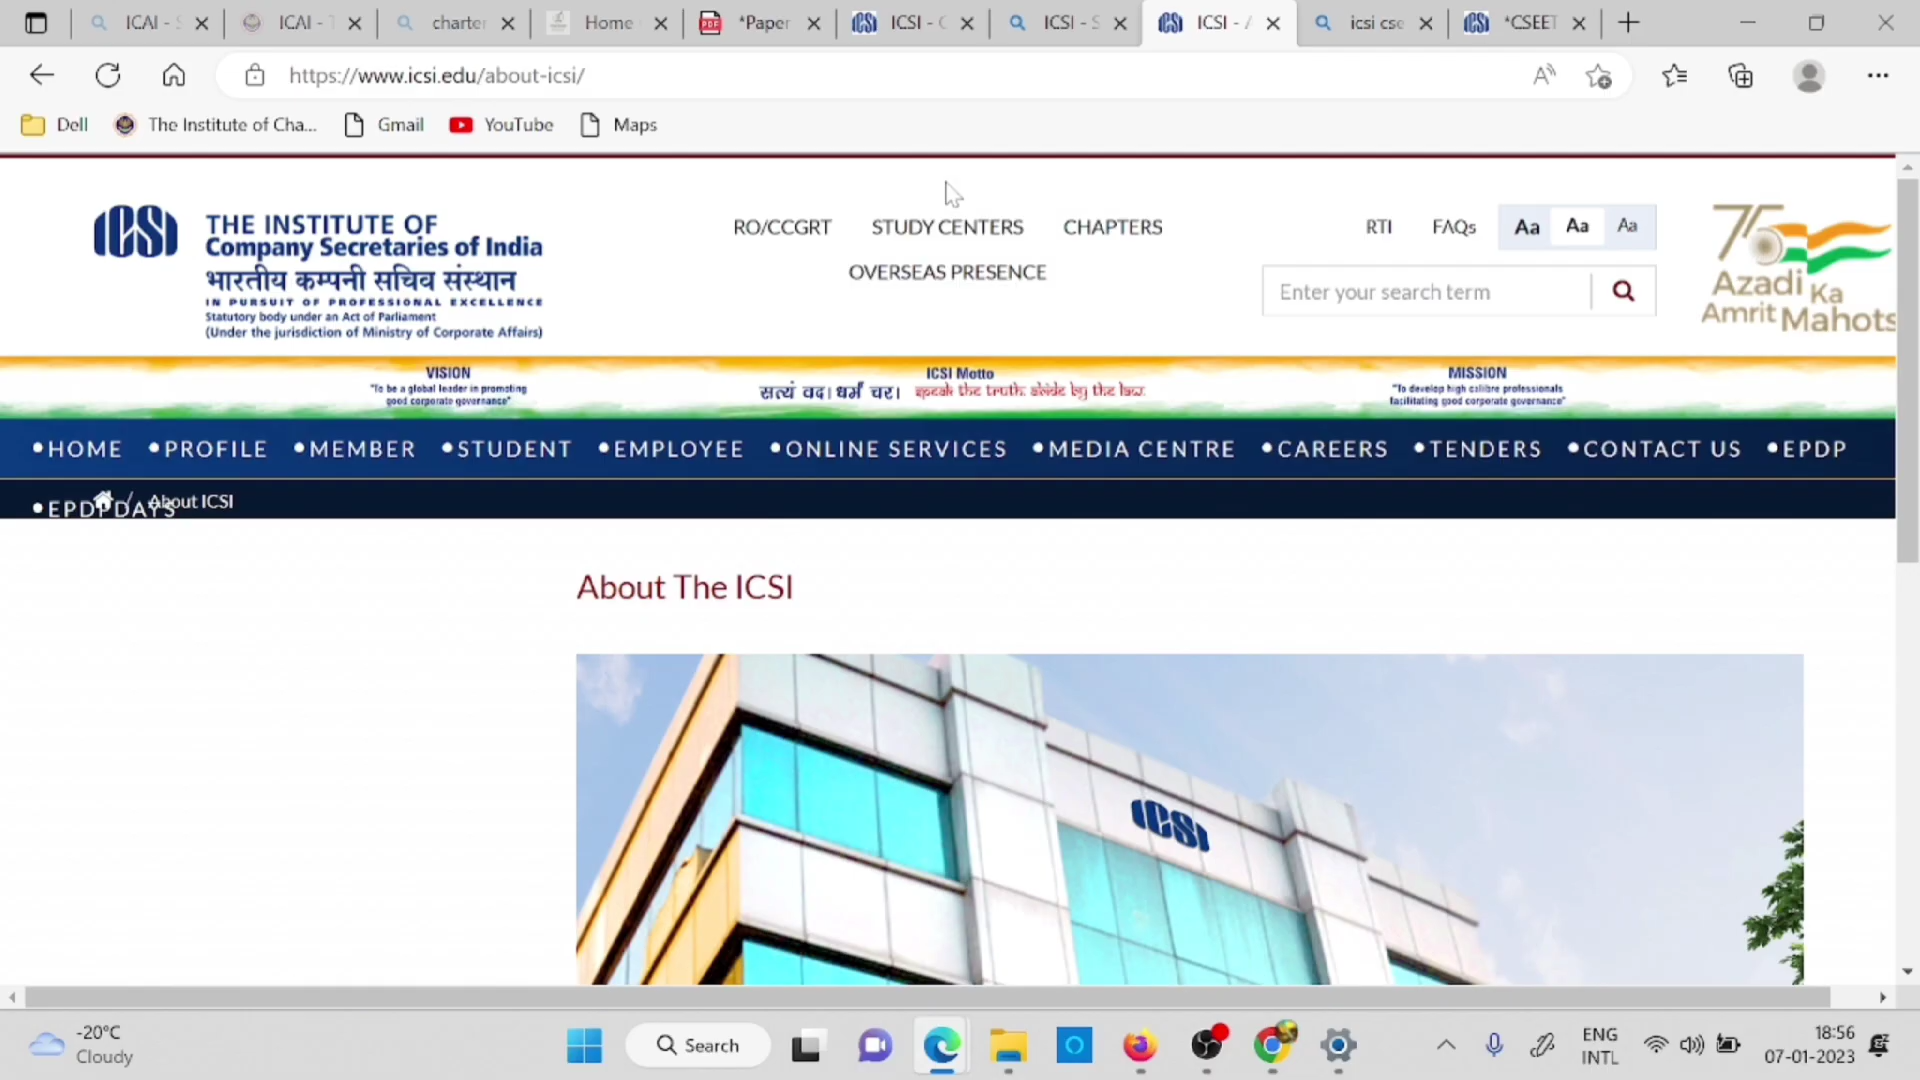 ICAI - S
ICAI - T
charter
Home
*Paper
ICSI - C
ICSI - S
ICSI - A
icsi cse
*CSEET
https://www.icsi.edu/about-icsi/
Dell
The Institute of Cha...
Gmail
YouTube
Maps
ICSI
THE INSTITUTE OF
Company Secretaries of India
भारतीय कम्पनी सचिव संस्थान
IN PURSUIT OF PROFESSIONAL EXCELLENCE
Statutory body under an Act of Parliament
(Under the jurisdiction of Ministry of Corporate Affairs)
RO/CCGRT STUDY CENTERS CHAPTERS
OVERSEAS PRESENCE
RTI FAQs Aa Aa Aa
Enter your search term
75
Azadi Ka
Amrit Mahots
VISION
"To be a global leader in promoting
good corporate governance"
ICSI Motto
सत्यं वद। धर्मं चर। speak the truth. abide by the law.
MISSION
"To develop high calibre professionals
facilitating good corporate governance"
•HOME •PROFILE •MEMBER •STUDENT •EMPLOYEE •ONLINE SERVICES •MEDIA CENTRE •CAREERS •TENDERS •CONTACT US •EPDP
•EPDPDAYS
/ About ICSI
About The ICSI
ICSI
-20°C
Cloudy
Search
ENG
INTL
18:56
07-01-2023